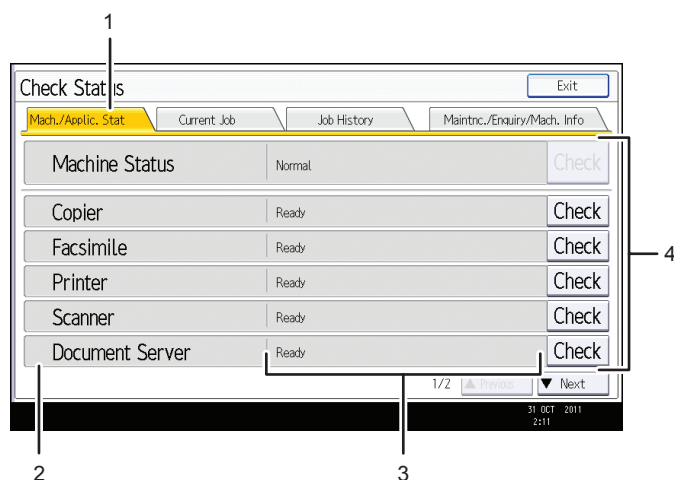 1
Check Status
Exit
Mach./Applic. Stat
Current Job
Job History
Maintnc./Enquiry/Mach. Info
Machine Status
Normal
Check
Copier
Ready
Check
Facsimile
Ready
Check
Printer
Ready
Check
Scanner
Ready
Check
Document Server
Ready
Check
4
1/2
▲ Previous
▼ Next
31 OCT 2011
2:11
2
3